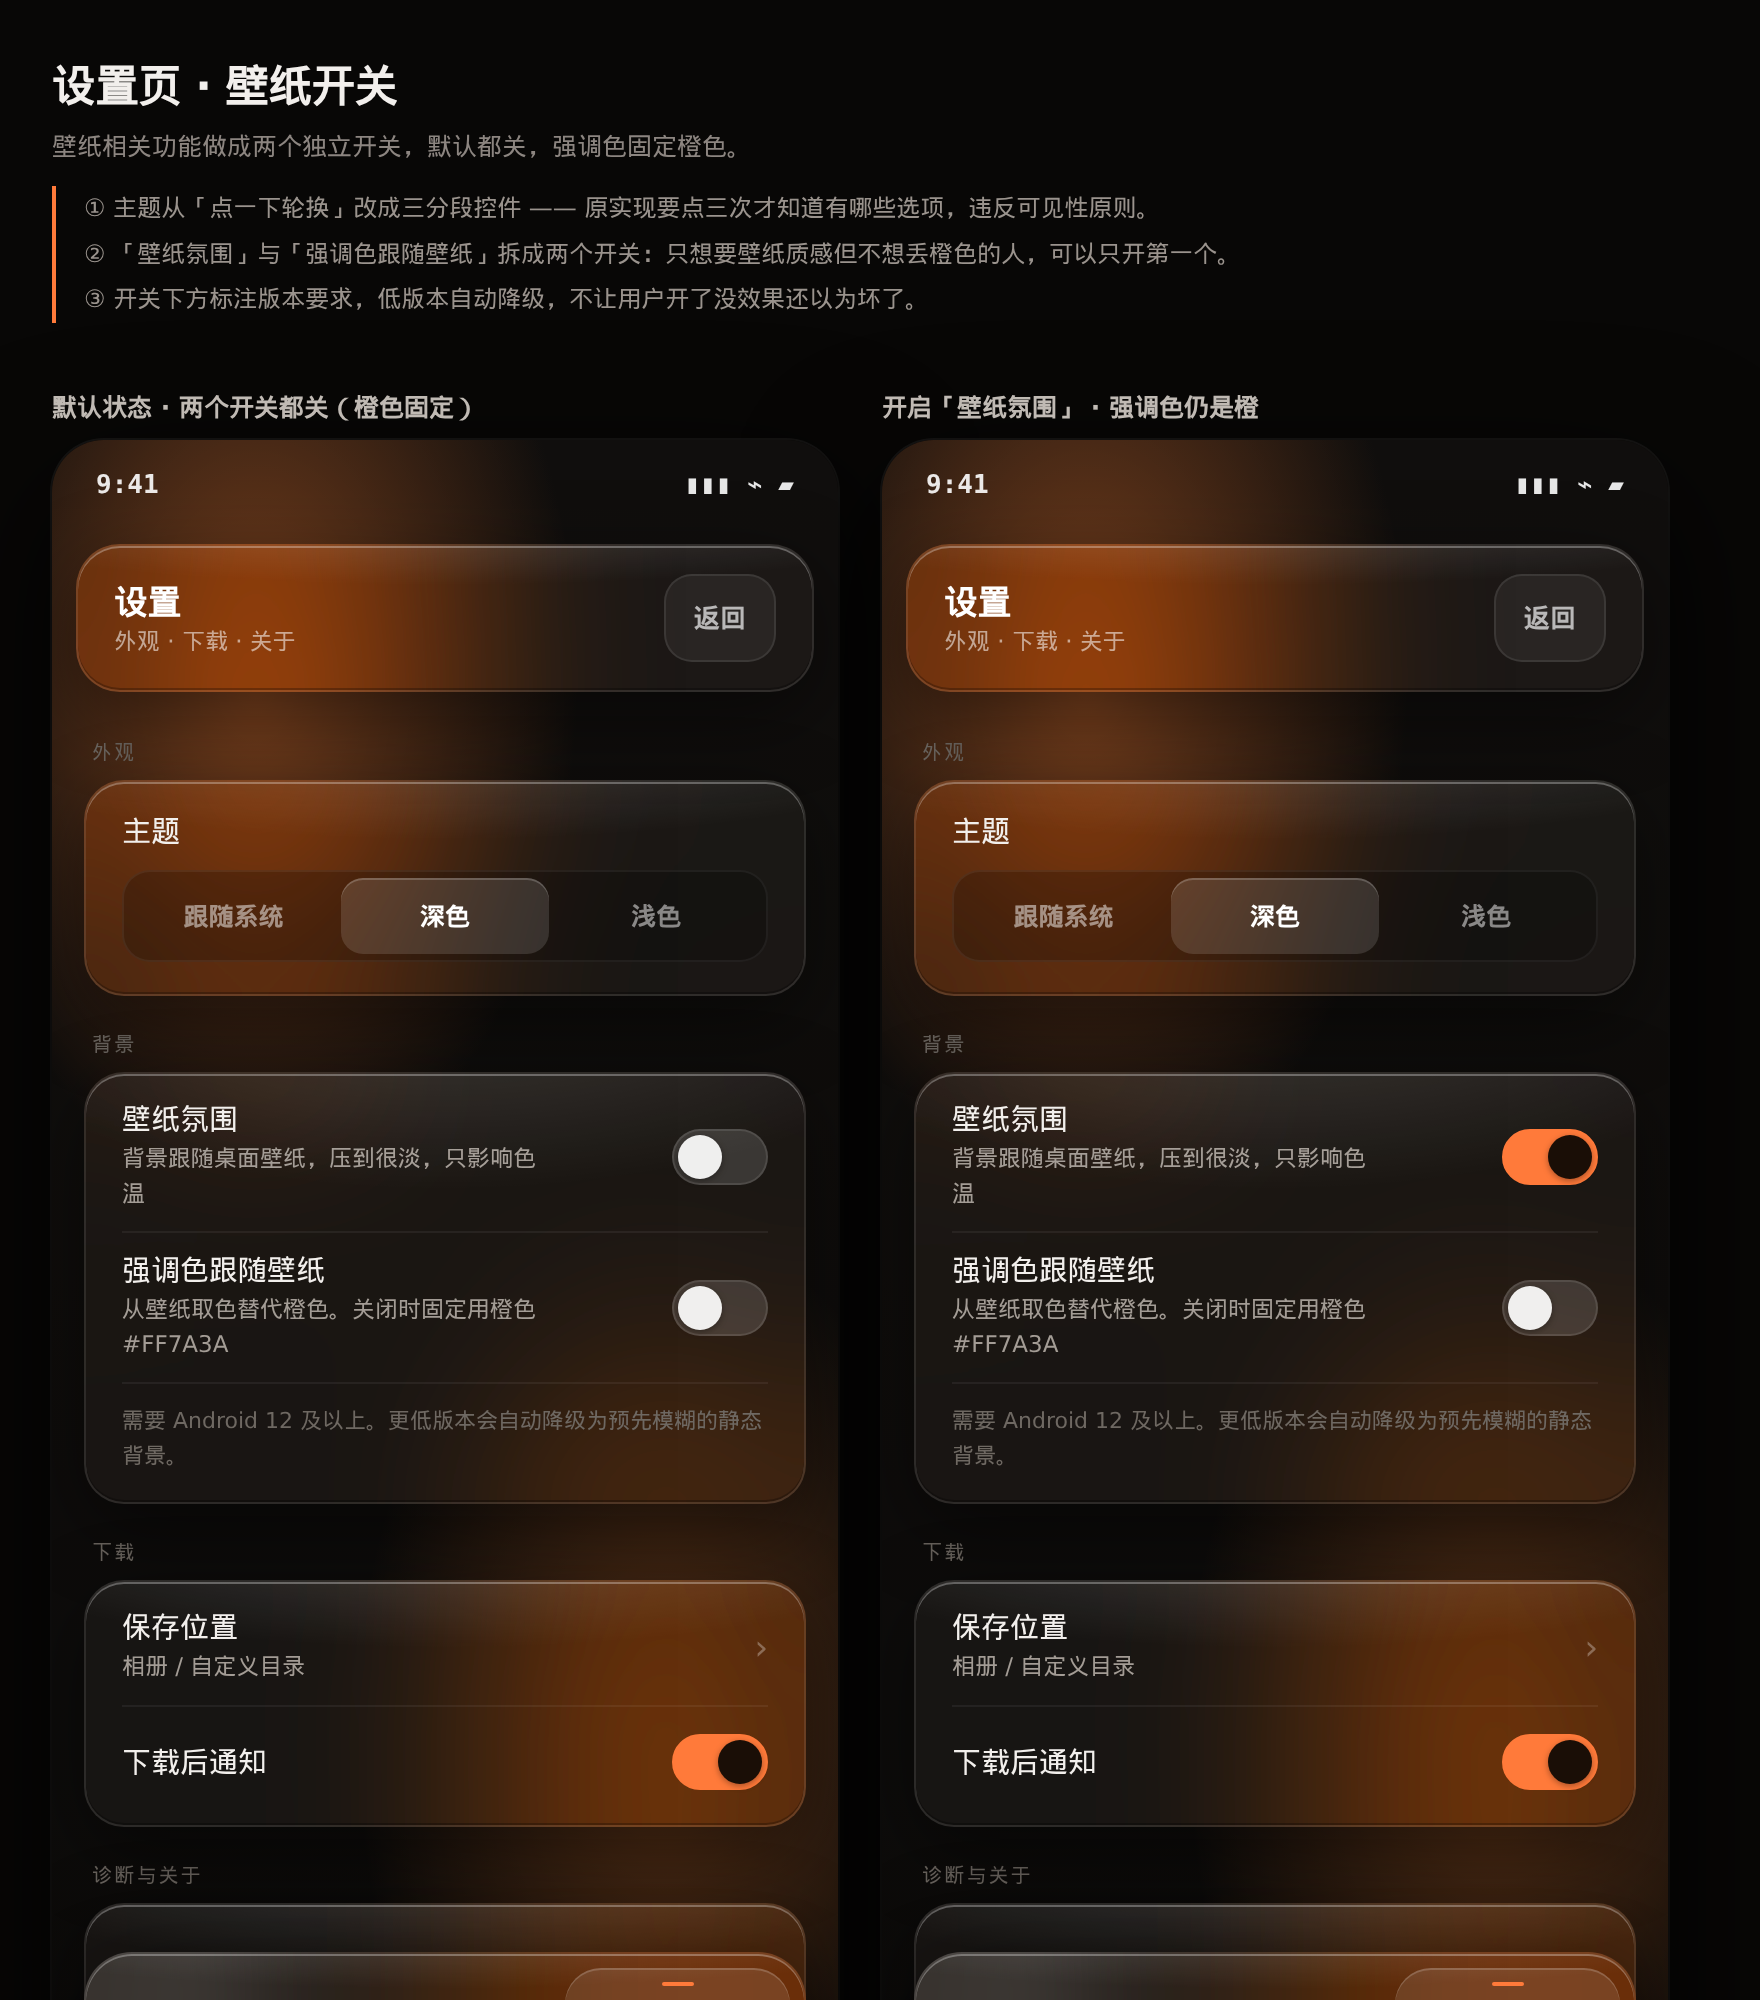 设置页 · 壁纸开关
壁纸相关功能做成两个独立开关，默认都关，强调色固定橙色。
① 主题从「点一下轮换」改成三分段控件 —— 原实现要点三次才知道有哪些选项，违反可见性原则。
② 「壁纸氛围」与「强调色跟随壁纸」拆成两个开关：只想要壁纸质感但不想丢橙色的人，可以只开第一个。
③ 开关下方标注版本要求，低版本自动降级，不让用户开了没效果还以为坏了。
默认状态 · 两个开关都关（橙色固定）
9:41
设置
外观 · 下载 · 关于
返回
外观
主题
跟随系统
深色
浅色
背景
壁纸氛围
背景跟随桌面壁纸，压到很淡，只影响色
温
强调色跟随壁纸
从壁纸取色替代橙色。关闭时固定用橙色
#FF7A3A
需要 Android 12 及以上。更低版本会自动降级为预先模糊的静态
背景。
下载
保存位置
相册 / 自定义目录
下载后通知
诊断与关于
开启「壁纸氛围」 · 强调色仍是橙
9:41
设置
外观 · 下载 · 关于
返回
外观
主题
跟随系统
深色
浅色
背景
壁纸氛围
背景跟随桌面壁纸，压到很淡，只影响色
温
强调色跟随壁纸
从壁纸取色替代橙色。关闭时固定用橙色
#FF7A3A
需要 Android 12 及以上。更低版本会自动降级为预先模糊的静态
背景。
下载
保存位置
相册 / 自定义目录
下载后通知
诊断与关于